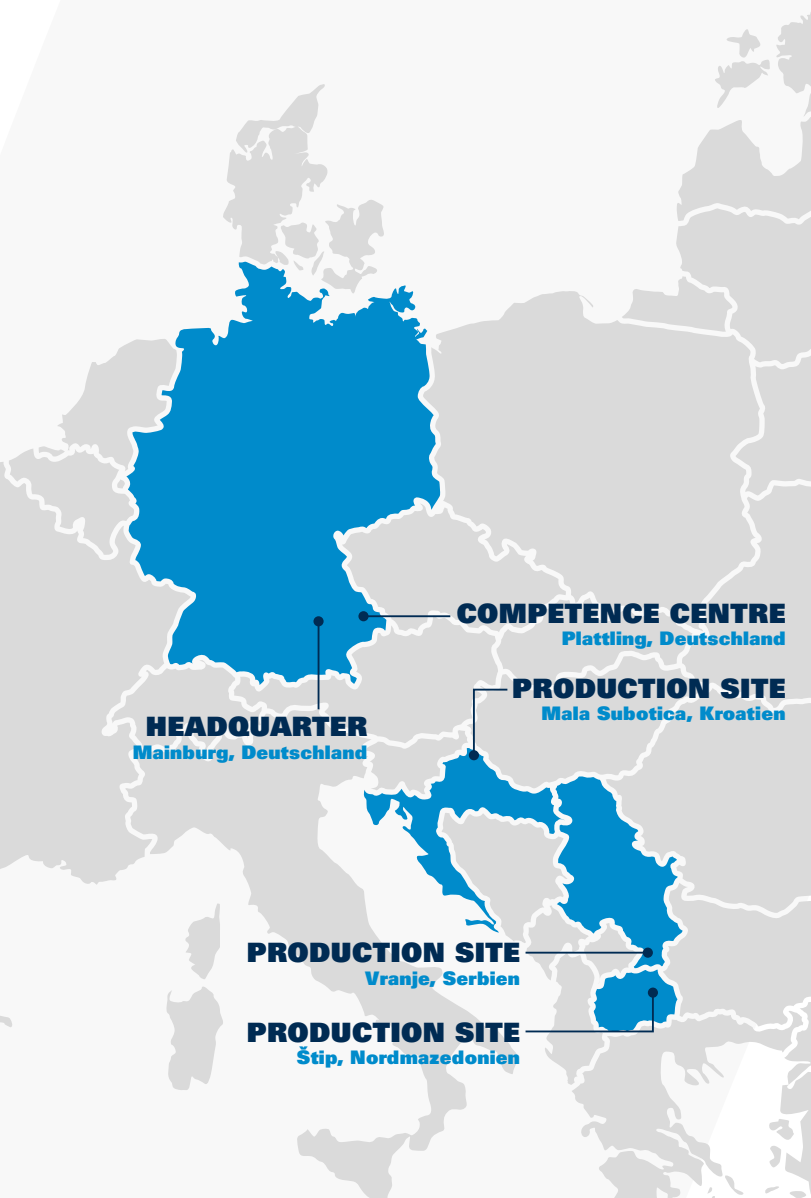 COMPETENCE CENTRE
Plattling, Deutschland
PRODUCTION SITE
Mala Subotica, Kroatien
HEADQUARTER
Mainburg, Deutschland
PRODUCTION SITE
Vranje, Serbien
PRODUCTION SITE
Štip, Nordmazedonien